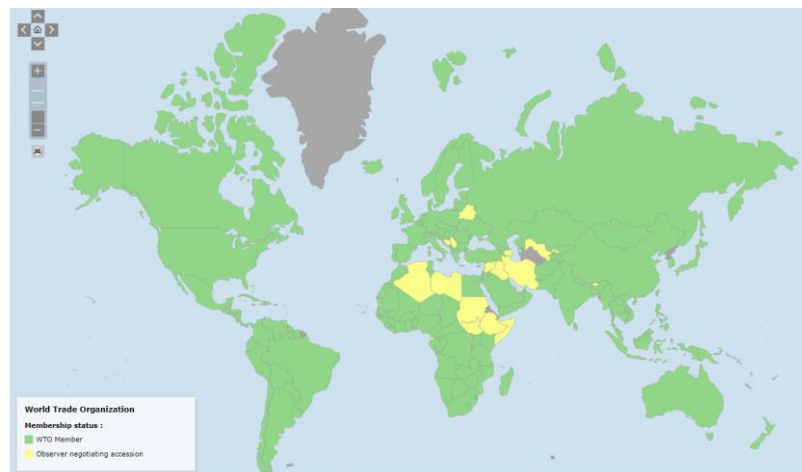 World Trade Organization
Membership status :
WTO Member
Observer negotiating accession